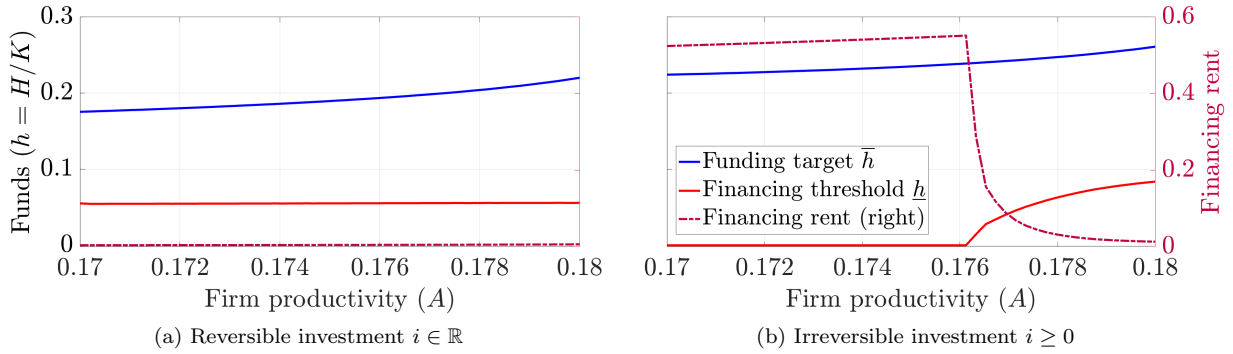 0.3
0.2
0.1
0
Funds (h = H/K)
0.17 0.172 0.174 0.176 0.178 0.18
Firm productivity (A)
(a) Reversible investment i ∈ ℝ
Funding target h̅
Financing threshold h̲
Financing rent (right)
0.6
0.4
0.2
0
Financing rent
0.17 0.172 0.174 0.176 0.178 0.18
Firm productivity (A)
(b) Irreversible investment i ≥ 0